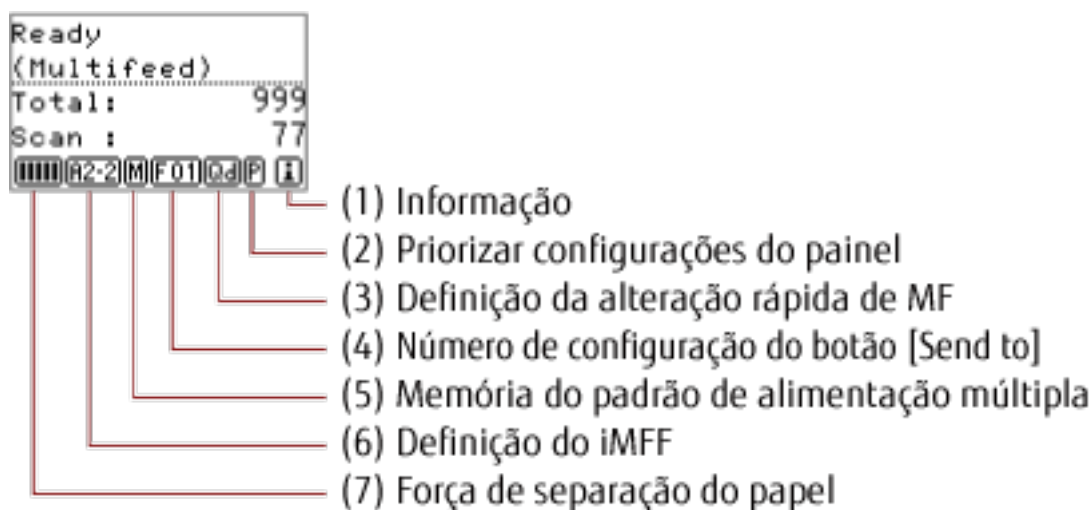 Ready
(Multifeed)
Total: 999
Scan : 77
A2-2 M F 01 Qd P i
(1) Informação
(2) Priorizar configurações do painel
(3) Definição da alteração rápida de MF
(4) Número de configuração do botão [Send to]
(5) Memória do padrão de alimentação múltipla
(6) Definição do iMFF
(7) Força de separação do papel